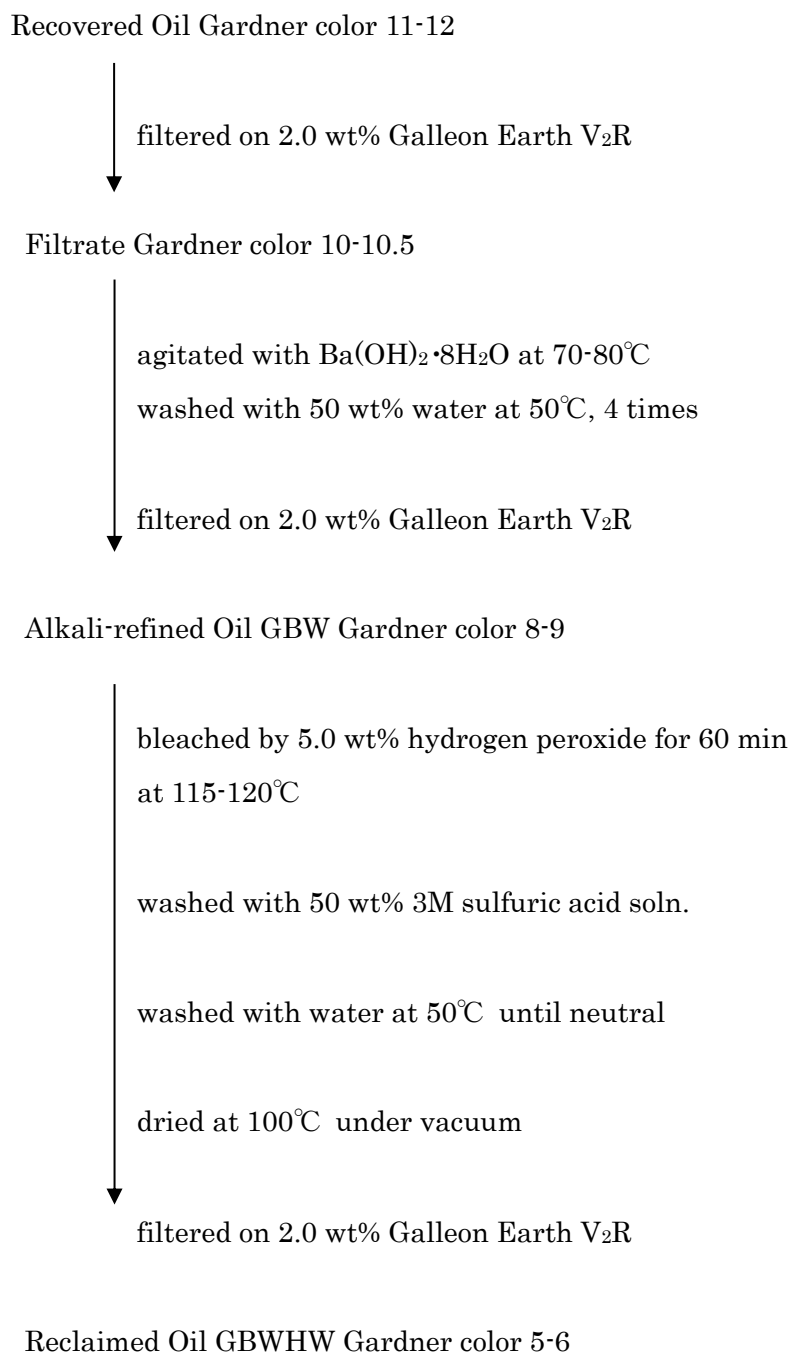 Recovered Oil Gardner color 11-12
filtered on 2.0 wt% Galleon Earth V₂R
Filtrate Gardner color 10-10.5
agitated with Ba(OH)₂•8H₂O at 70-80℃
washed with 50 wt% water at 50℃, 4 times
filtered on 2.0 wt% Galleon Earth V₂R
Alkali-refined Oil GBW Gardner color 8-9
bleached by 5.0 wt% hydrogen peroxide for 60 min
at 115-120℃
washed with 50 wt% 3M sulfuric acid soln.
washed with water at 50℃ until neutral
dried at 100℃ under vacuum
filtered on 2.0 wt% Galleon Earth V₂R
Reclaimed Oil GBWHW Gardner color 5-6